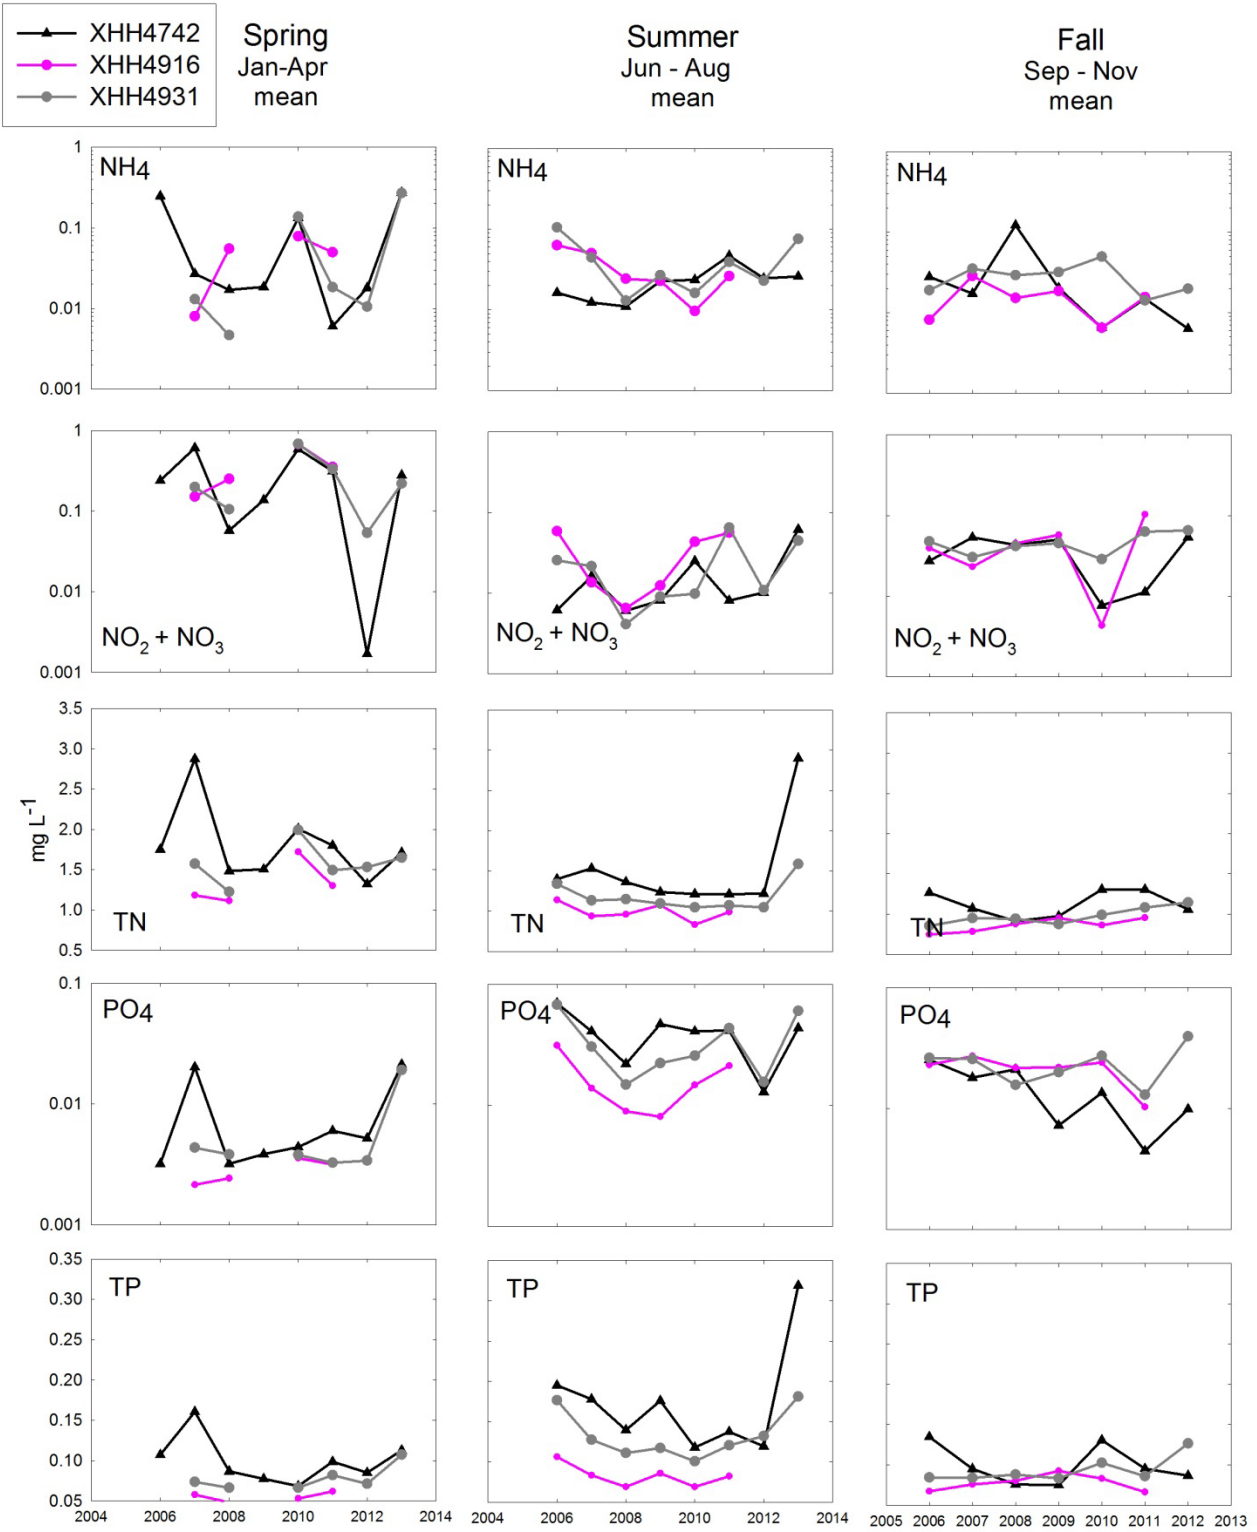 XHH4742
XHH4916
XHH4931
Spring
Jan-Apr
mean
Summer
Jun - Aug
mean
Fall
Sep - Nov
mean
1
0.1
0.01
0.001
NH4
NH4
NH4
1
0.1
0.01
0.001
NO2 + NO3
NO2 + NO3
NO2 + NO3
mg L-1
3.5
3.0
2.5
2.0
1.5
1.0
0.5
TN
TN
TN
0.1
0.01
0.001
PO4
PO4
PO4
0.35
0.30
0.25
0.20
0.15
0.10
0.05
TP
TP
TP
2004 2006 2008 2010 2012 2014
2004 2006 2008 2010 2012 2014
2005 2006 2007 2008 2009 2010 2011 2012 2013